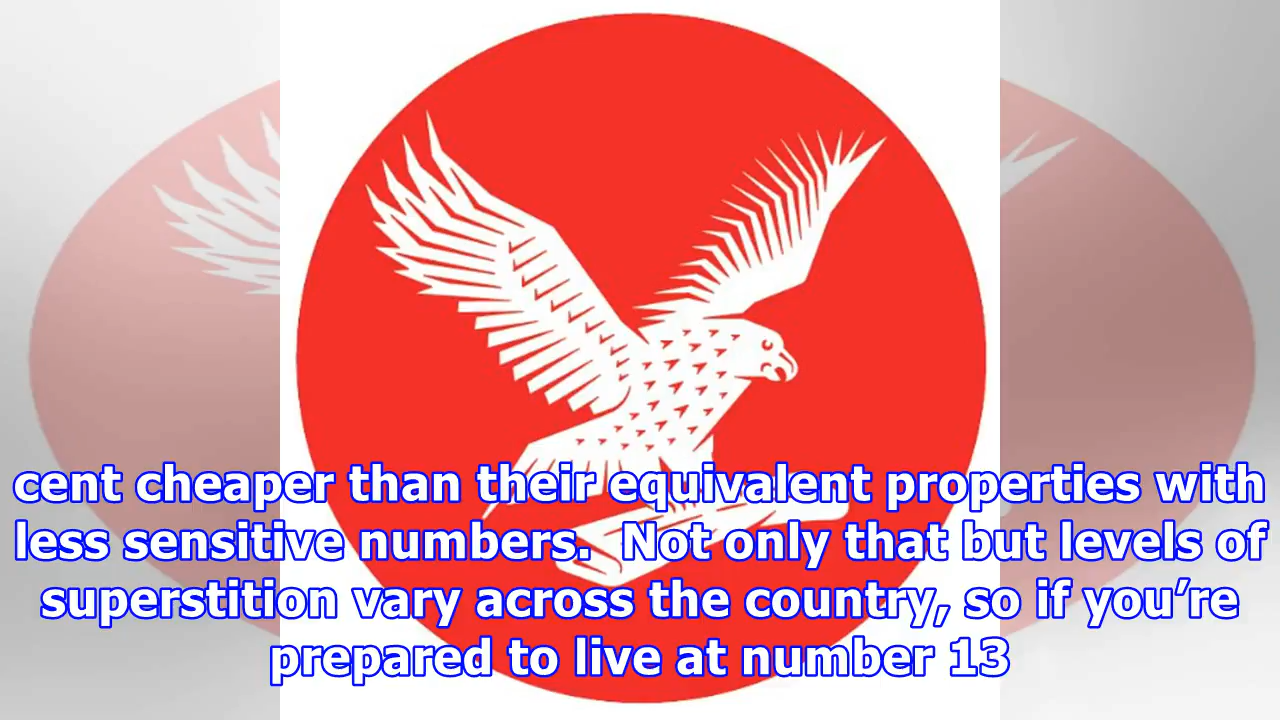 cent cheaper than their equivalent properties with
less sensitive numbers.  Not only that but levels of
superstition vary across the country, so if you’re
prepared to live at number 13